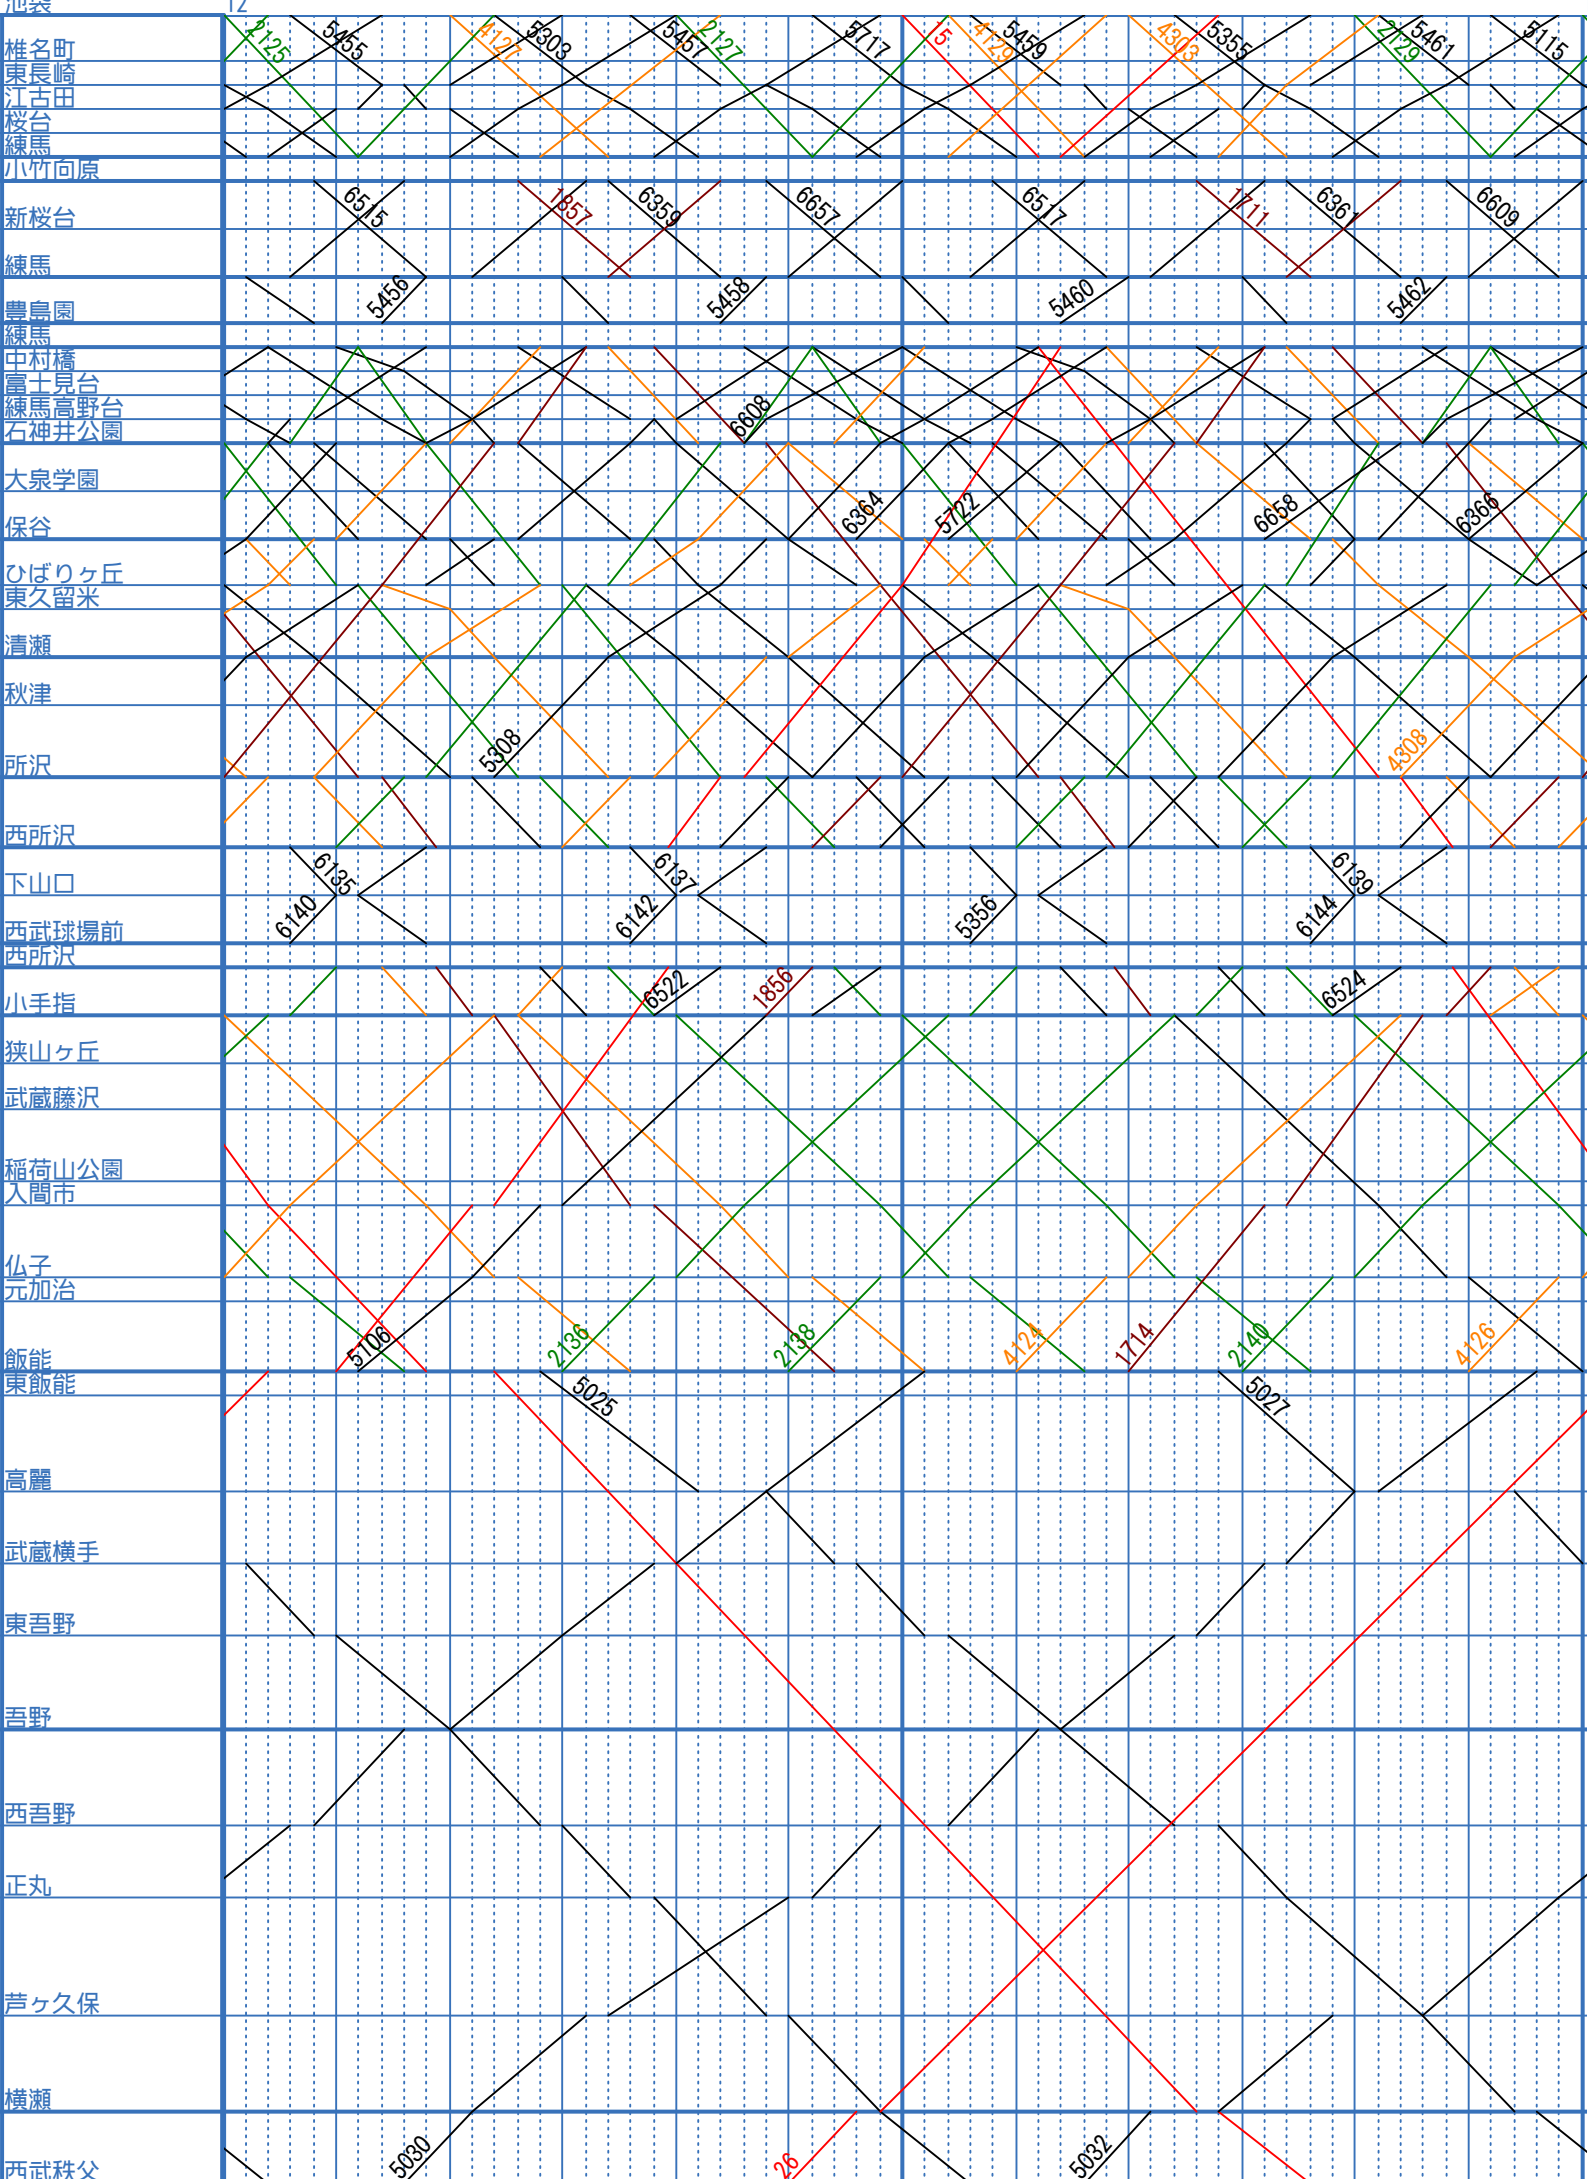 池袋 12
椎名町 2125 5455 4127 5303 5457 2127 5717 15 4129 5459 4303 5355 2129 5461 5115
東長崎
江古田
桜台
練馬
小竹向原
新桜台 6515 1857 6359 6657 6517 1711 6361 6609
練馬
豊島園 5456 5458 5460 5462
練馬
中村橋
富士見台
練馬高野台 6608
石神井公園
大泉学園
保谷 6364 5722 6658 6366
ひばりヶ丘
東久留米
清瀬
秋津
所沢 5308 4308
西所沢
下山口 6135 6137 6139
西武球場前 6140 6142 5356 6144
西所沢
小手指 6522 1856 6524
狭山ヶ丘
武蔵藤沢
稲荷山公園
入間市
仏子
元加治
飯能 5106 2136 2138 4124 1714 2140 4126
東飯能 5025 5027
高麗
武蔵横手
東吾野
吾野
西吾野
正丸
芦ヶ久保
横瀬
西武秩父 5030 26 5032